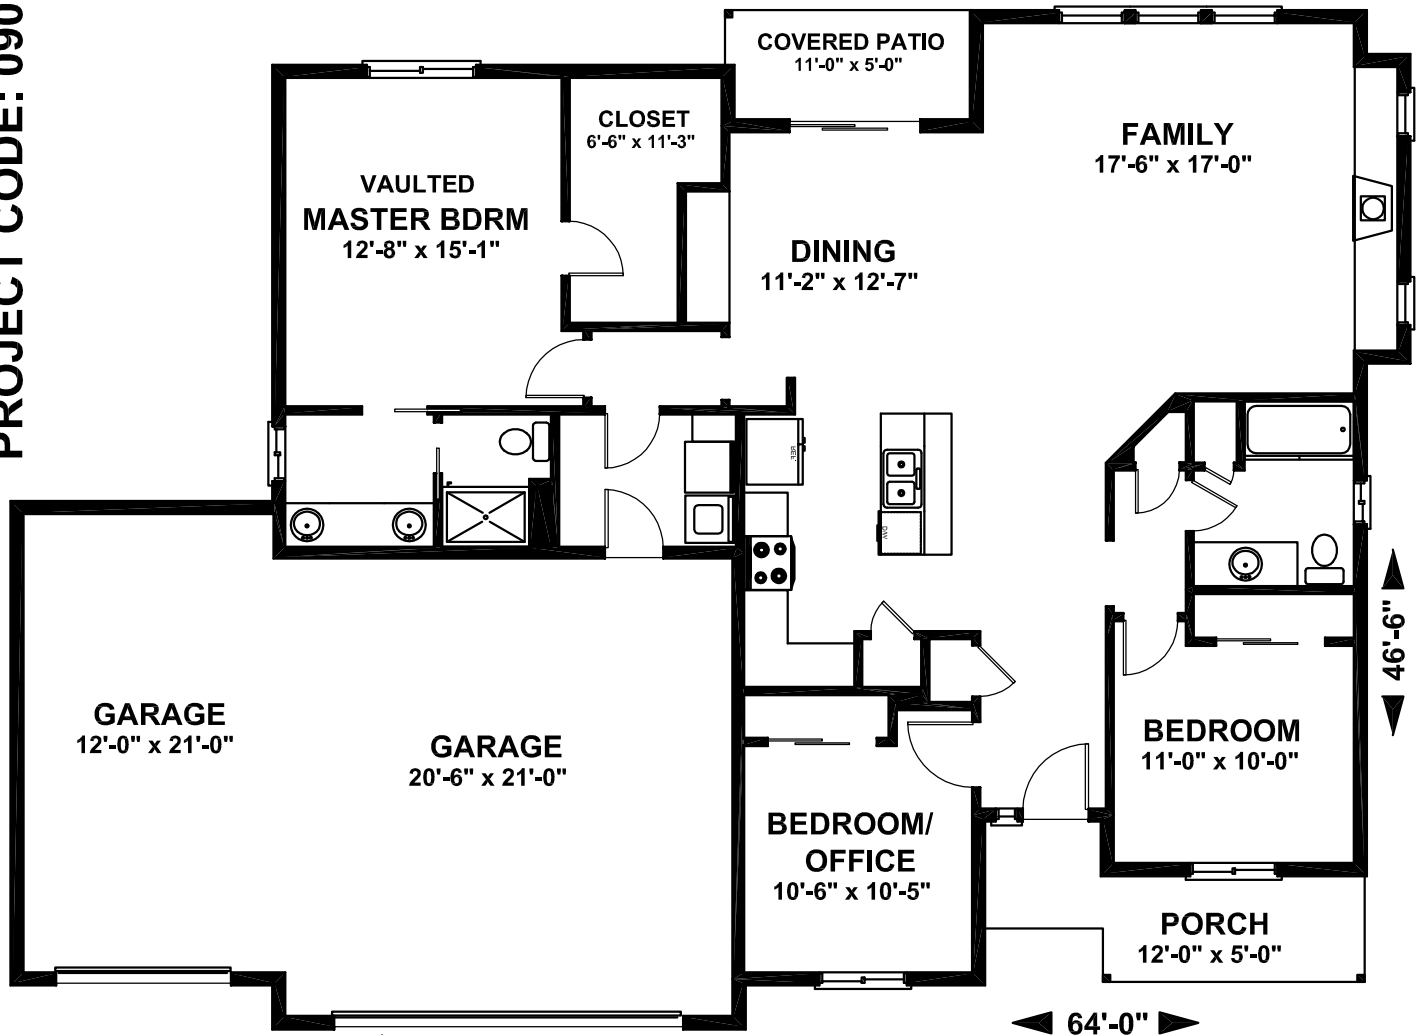 PROJECT CODE: 090
COVERED PATIO
11'-0" x 5'-0"
CLOSET
6'-6" x 11'-3"
FAMILY
17'-6" x 17'-0"
VAULTED
MASTER BDRM
12'-8" x 15'-1"
DINING
11'-2" x 12'-7"
REF.
D/W
46'-6"
GARAGE
12'-0" x 21'-0"
GARAGE
20'-6" x 21'-0"
BEDROOM
11'-0" x 10'-0"
BEDROOM/
OFFICE
10'-6" x 10'-5"
PORCH
12'-0" x 5'-0"
64'-0"